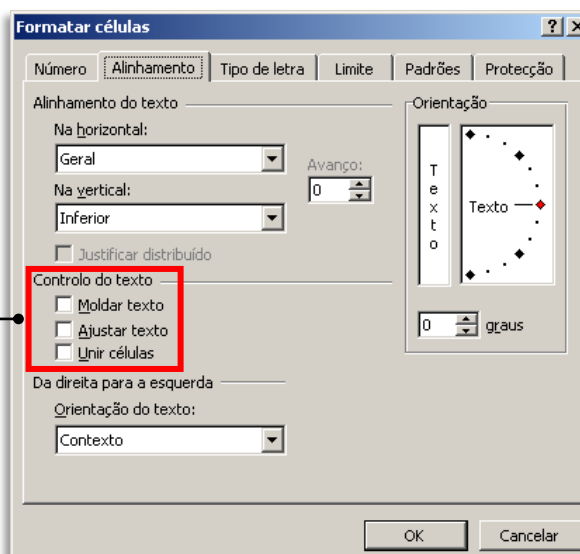 Formatar células
Número Alinhamento Tipo de letra Limite Padrões Protecção
Alinhamento do texto
Na horizontal:
Geral
Avanço:
0
Na vertical:
Inferior
Justificar distribuído
Controlo do texto
Moldar texto
Ajustar texto
Unir células
Da direita para a esquerda
Orientação do texto:
Contexto
Orientação
Texto
Texto
0 graus
OK Cancelar